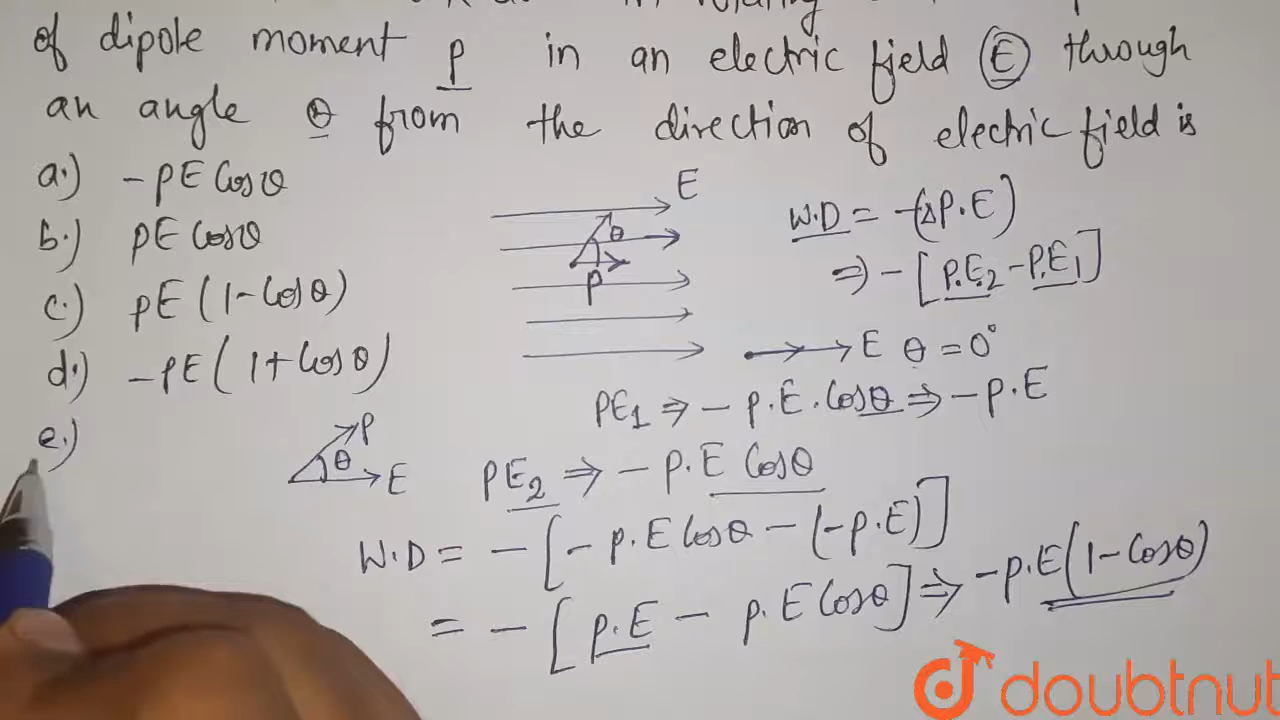 in rotating
of dipole moment p in an electric field E through
an angle θ from the direction of electric field is
a.) -pE Cosθ
b.) pE Cosθ
c.) pE (1-Cosθ)
d.) -pE (1+Cosθ)
e.)
E
θ
P
W.D = -(ΔP.E)
⇒ - [P.E₂ - P.E₁]
E θ = 0°
PE₁ ⇒ - p.E.Cosθ ⇒ - p.E
P
θ
E
PE₂ ⇒ - p.E Cosθ
W.D = - [- p.E Cosθ - (-p.E)]
= - [p.E - p.E Cosθ] ⇒ -p.E(1-Cosθ)
doubtnut